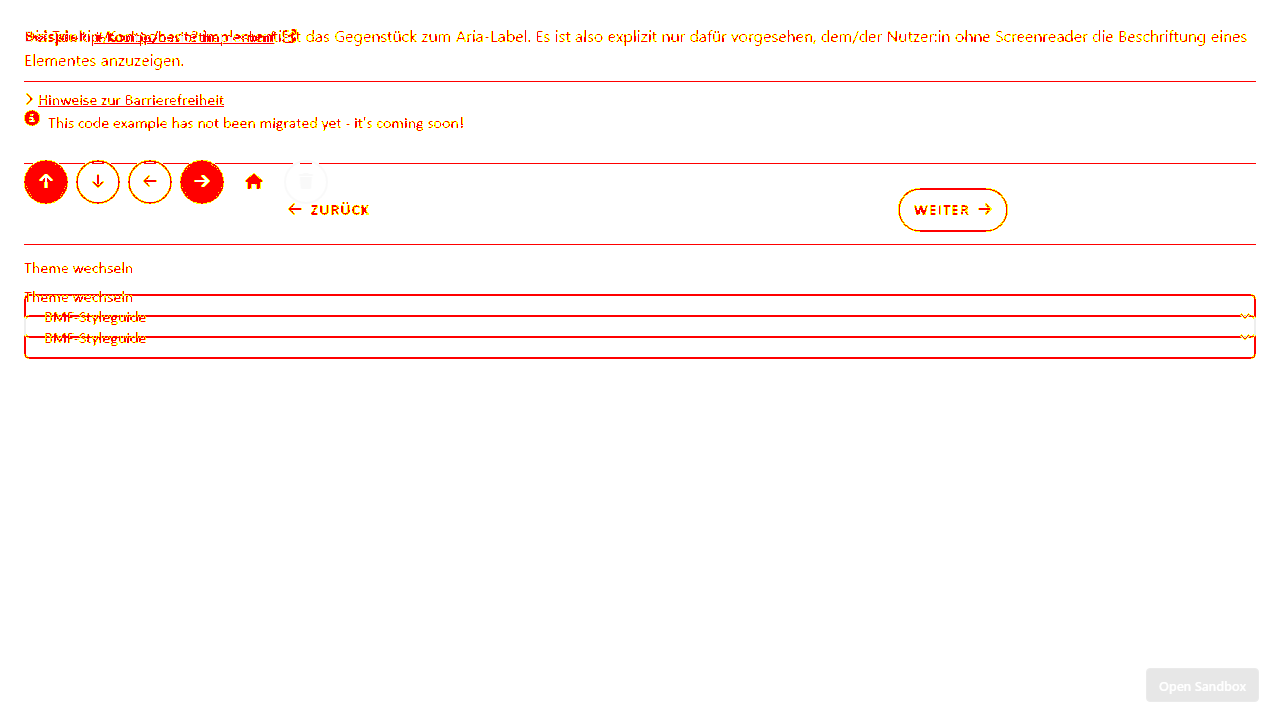 das Gegenstück zum Aria-Label. Es ist also explizit nur dafür vorgesehen, dem/der Nutzer:in ohne Screenreader die Beschriftung eines
Elementes anzuzeigen.
Hinweise zur Barrierefreiheit
This code example has not been migrated yet - it's coming soon!
ZURÜCK
WEITER
Theme wechseln
Theme wechseln
BMF-Styleguide
BMF-Styleguide
Open Sandbox